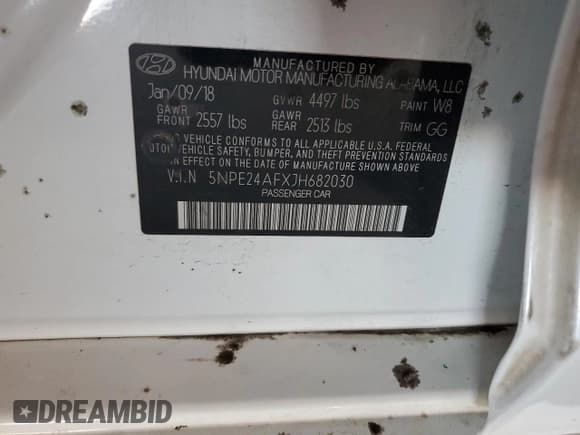 MANUFACTURED BY
HYUNDAI MOTOR MANUFACTURING ALABAMA, LLC
Jan/09/18 GVWR 4497 lbs PAINT W8
GAWR FRONT 2557 lbs GAWR REAR 2513 lbs TRIM GG
VEHICLE CONFORMS TO ALL APPLICABLE U.S.A. FEDERAL
VEHICLE SAFETY, BUMPER, AND THEFT PREVENTION STANDARDS
IN EFFECT ON THE DATE OF MANUFACTURE SHOWN ABOVE.
V.I.N 5NPE24AFXJH682030
PASSENGER CAR
DREAMBID